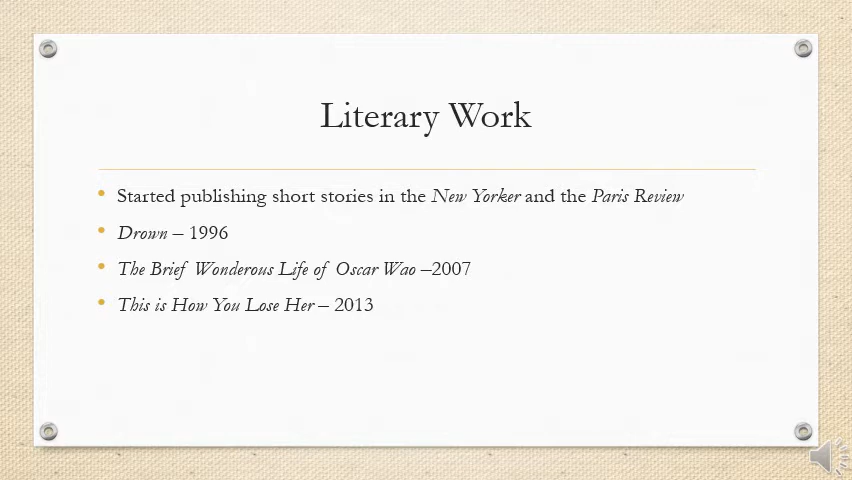 Literary Work
• Started publishing short stories in the New Yorker and the Paris Review
• Drown – 1996
• The Brief Wonderous Life of Oscar Wao –2007
• This is How You Lose Her – 2013